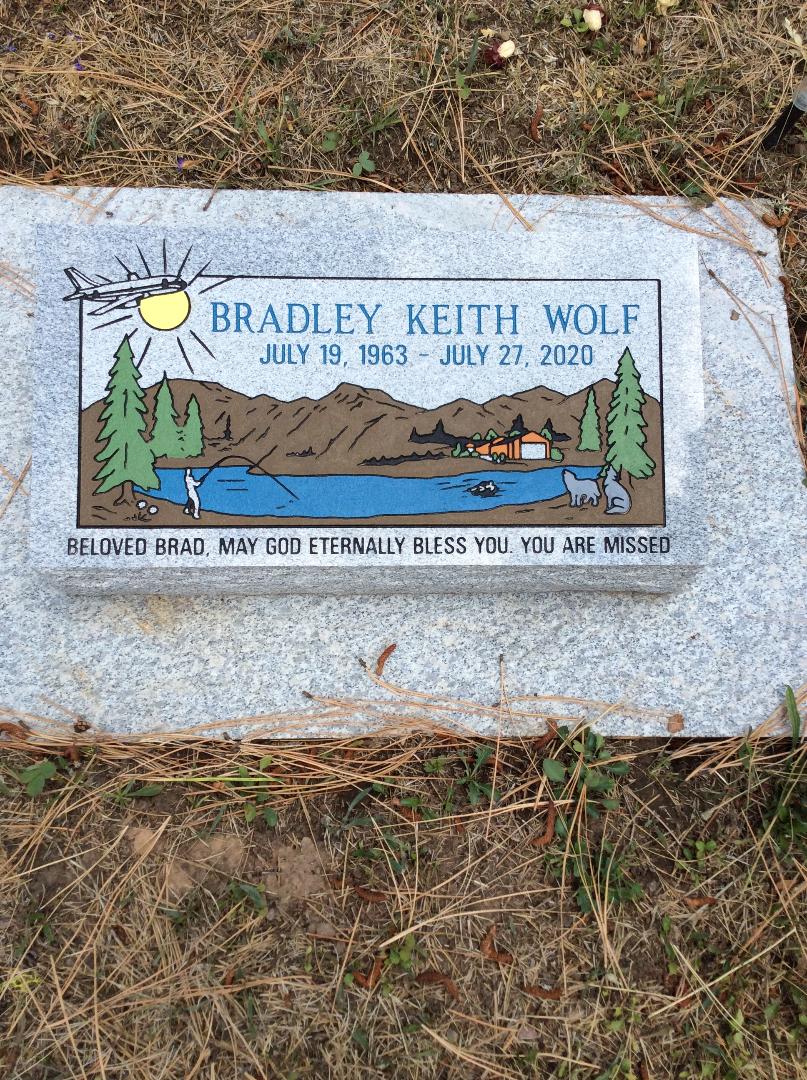 BRADLEY KEITH WOLF
JULY 19, 1963 - JULY 27, 2020
BELOVED BRAD, MAY GOD ETERNALLY BLESS YOU. YOU ARE MISSED